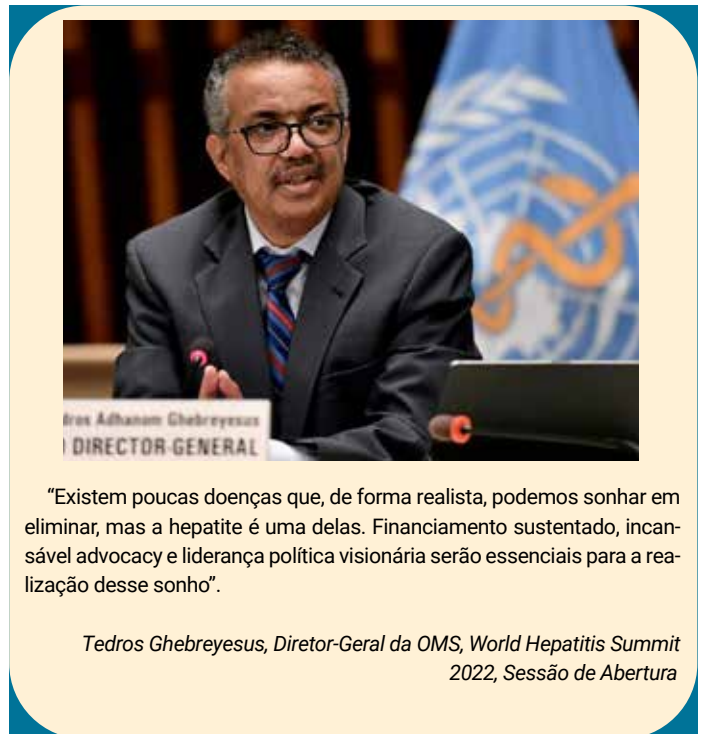 dros Adhanom Ghebreyesus
DIRECTOR-GENERAL
“Existem poucas doenças que, de forma realista, podemos sonhar em
eliminar, mas a hepatite é uma delas. Financiamento sustentado, incan-
sável advocacy e liderança política visionária serão essenciais para a rea-
lização desse sonho”.
Tedros Ghebreyesus, Diretor-Geral da OMS, World Hepatitis Summit
2022, Sessão de Abertura